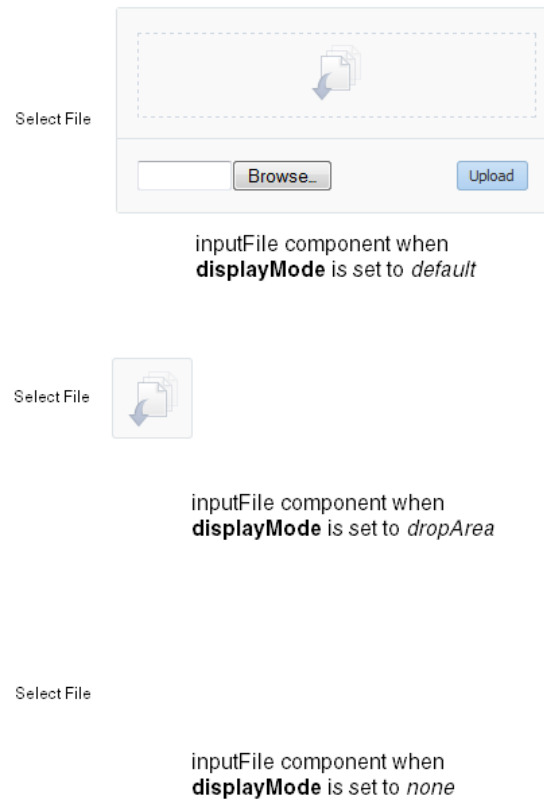 Select File
Browse...
Upload
inputFile component when
displayMode is set to default
Select File
inputFile component when
displayMode is set to dropArea
Select File
inputFile component when
displayMode is set to none